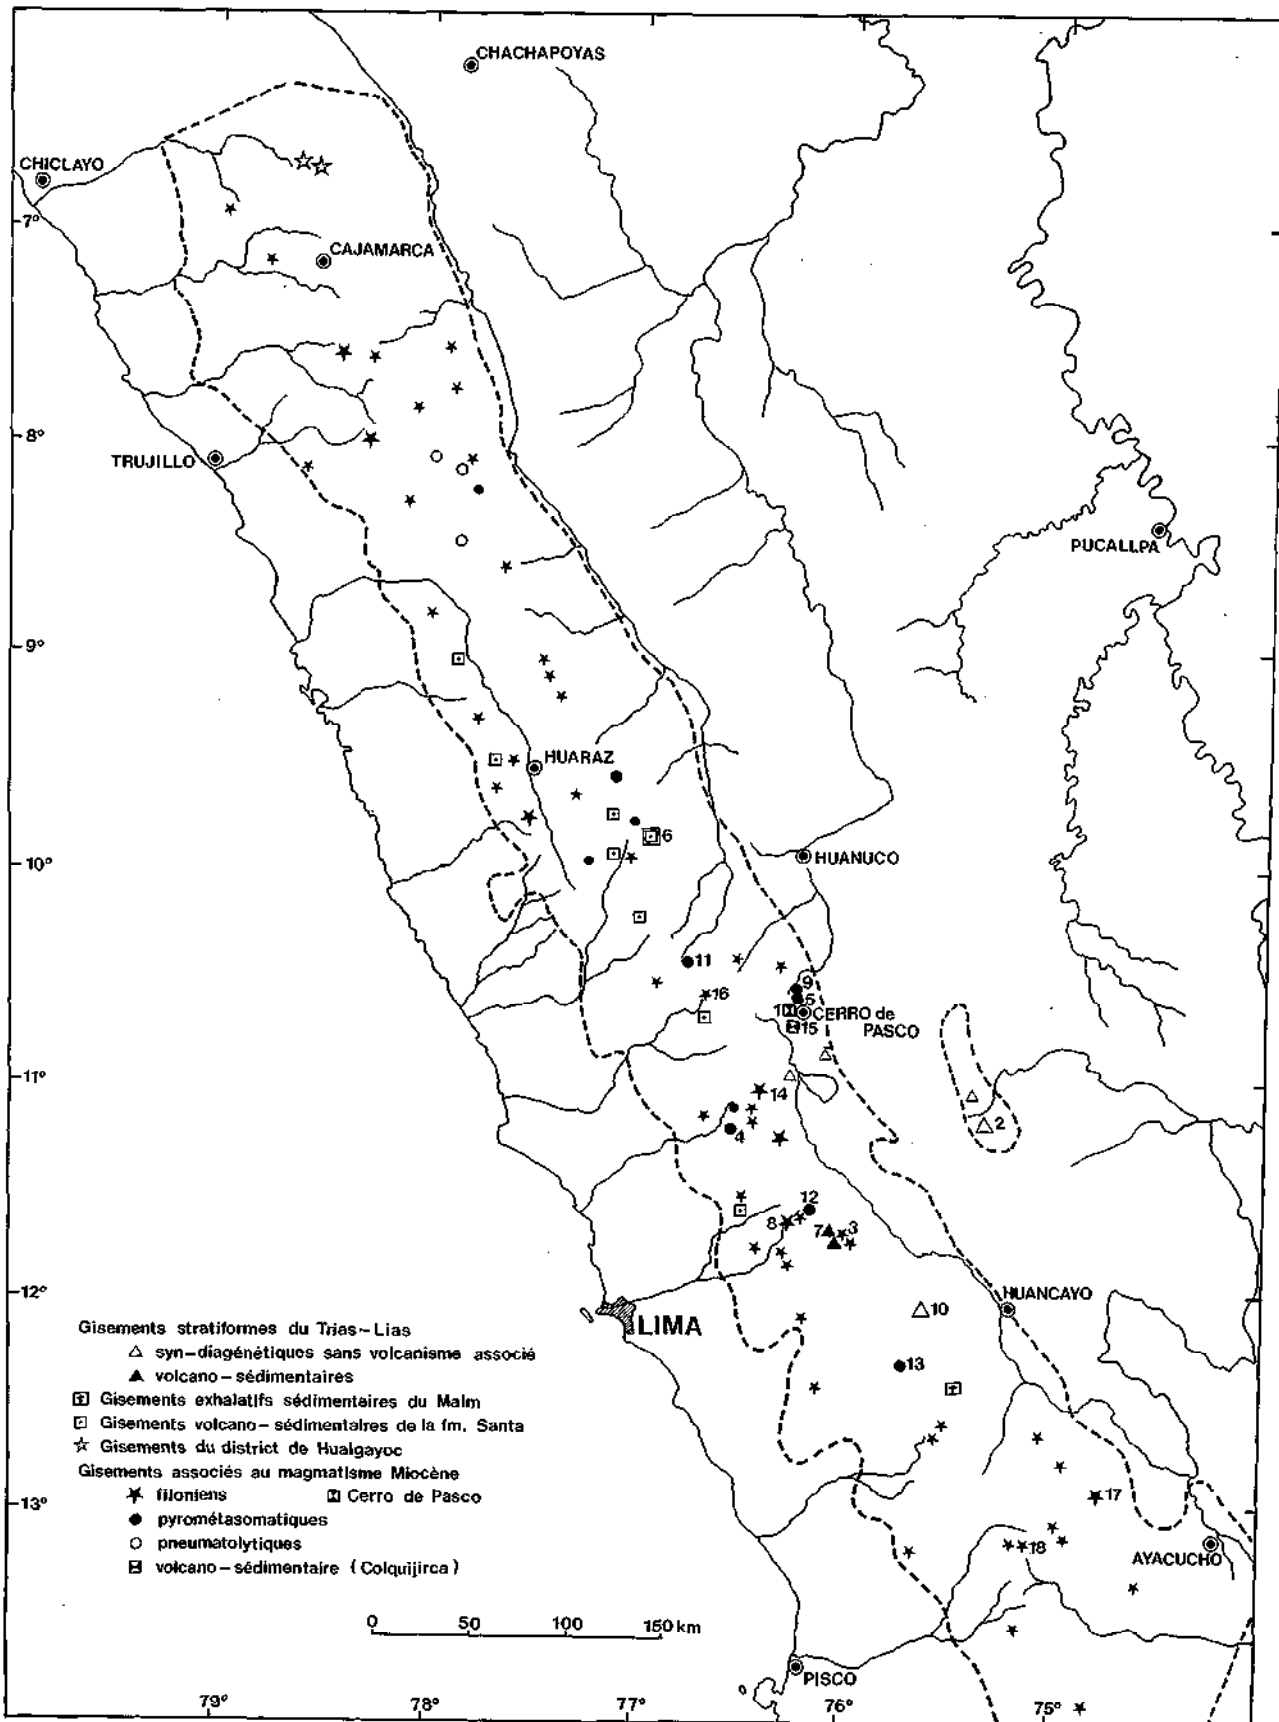 CHACHAPOYAS
CHICLAYO
7°
CAJAMARCA
8°
TRUJILLO
PUCALLPA
9°
HUARAZ
6
10°
HUANUCO
11
9
16
5
1
CERRO de
PASCO
15
11°
14
2
4
12
8
7
3
12°
LIMA
10
HUANCAYO
13
Gisements stratiformes du Trias-Lias
syn-diagénétiques sans volcanisme associé
volcano-sédimentaires
Gisements exhalatifs sédimentaires du Malm
Gisements volcano-sédimentaires de la fm. Santa
Gisements du district de Hualgayoc
Gisements associés au magmatisme Miocène
filoniens
Cerro de Pasco
pyrométasomatiques
pneumatolytiques
volcano-sédimentaire (Colquijirca)
13°
17
18
AYACUCHO
0 50 100 150 km
PISCO
79° 78° 77° 76° 75°